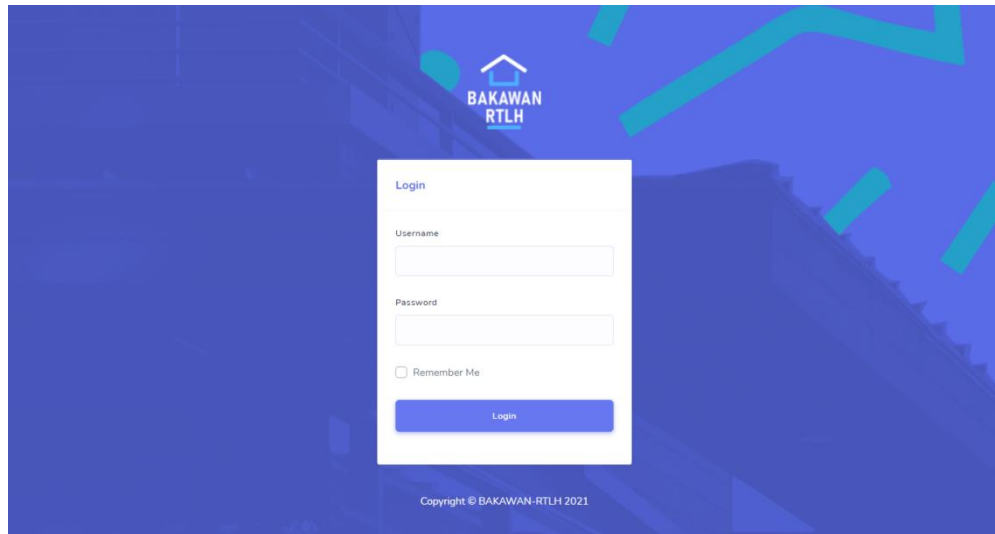 BAKAWAN
RTLH
Login
Username
Password
Remember Me
Login
Copyright © BAKAWAN-RTLH 2021